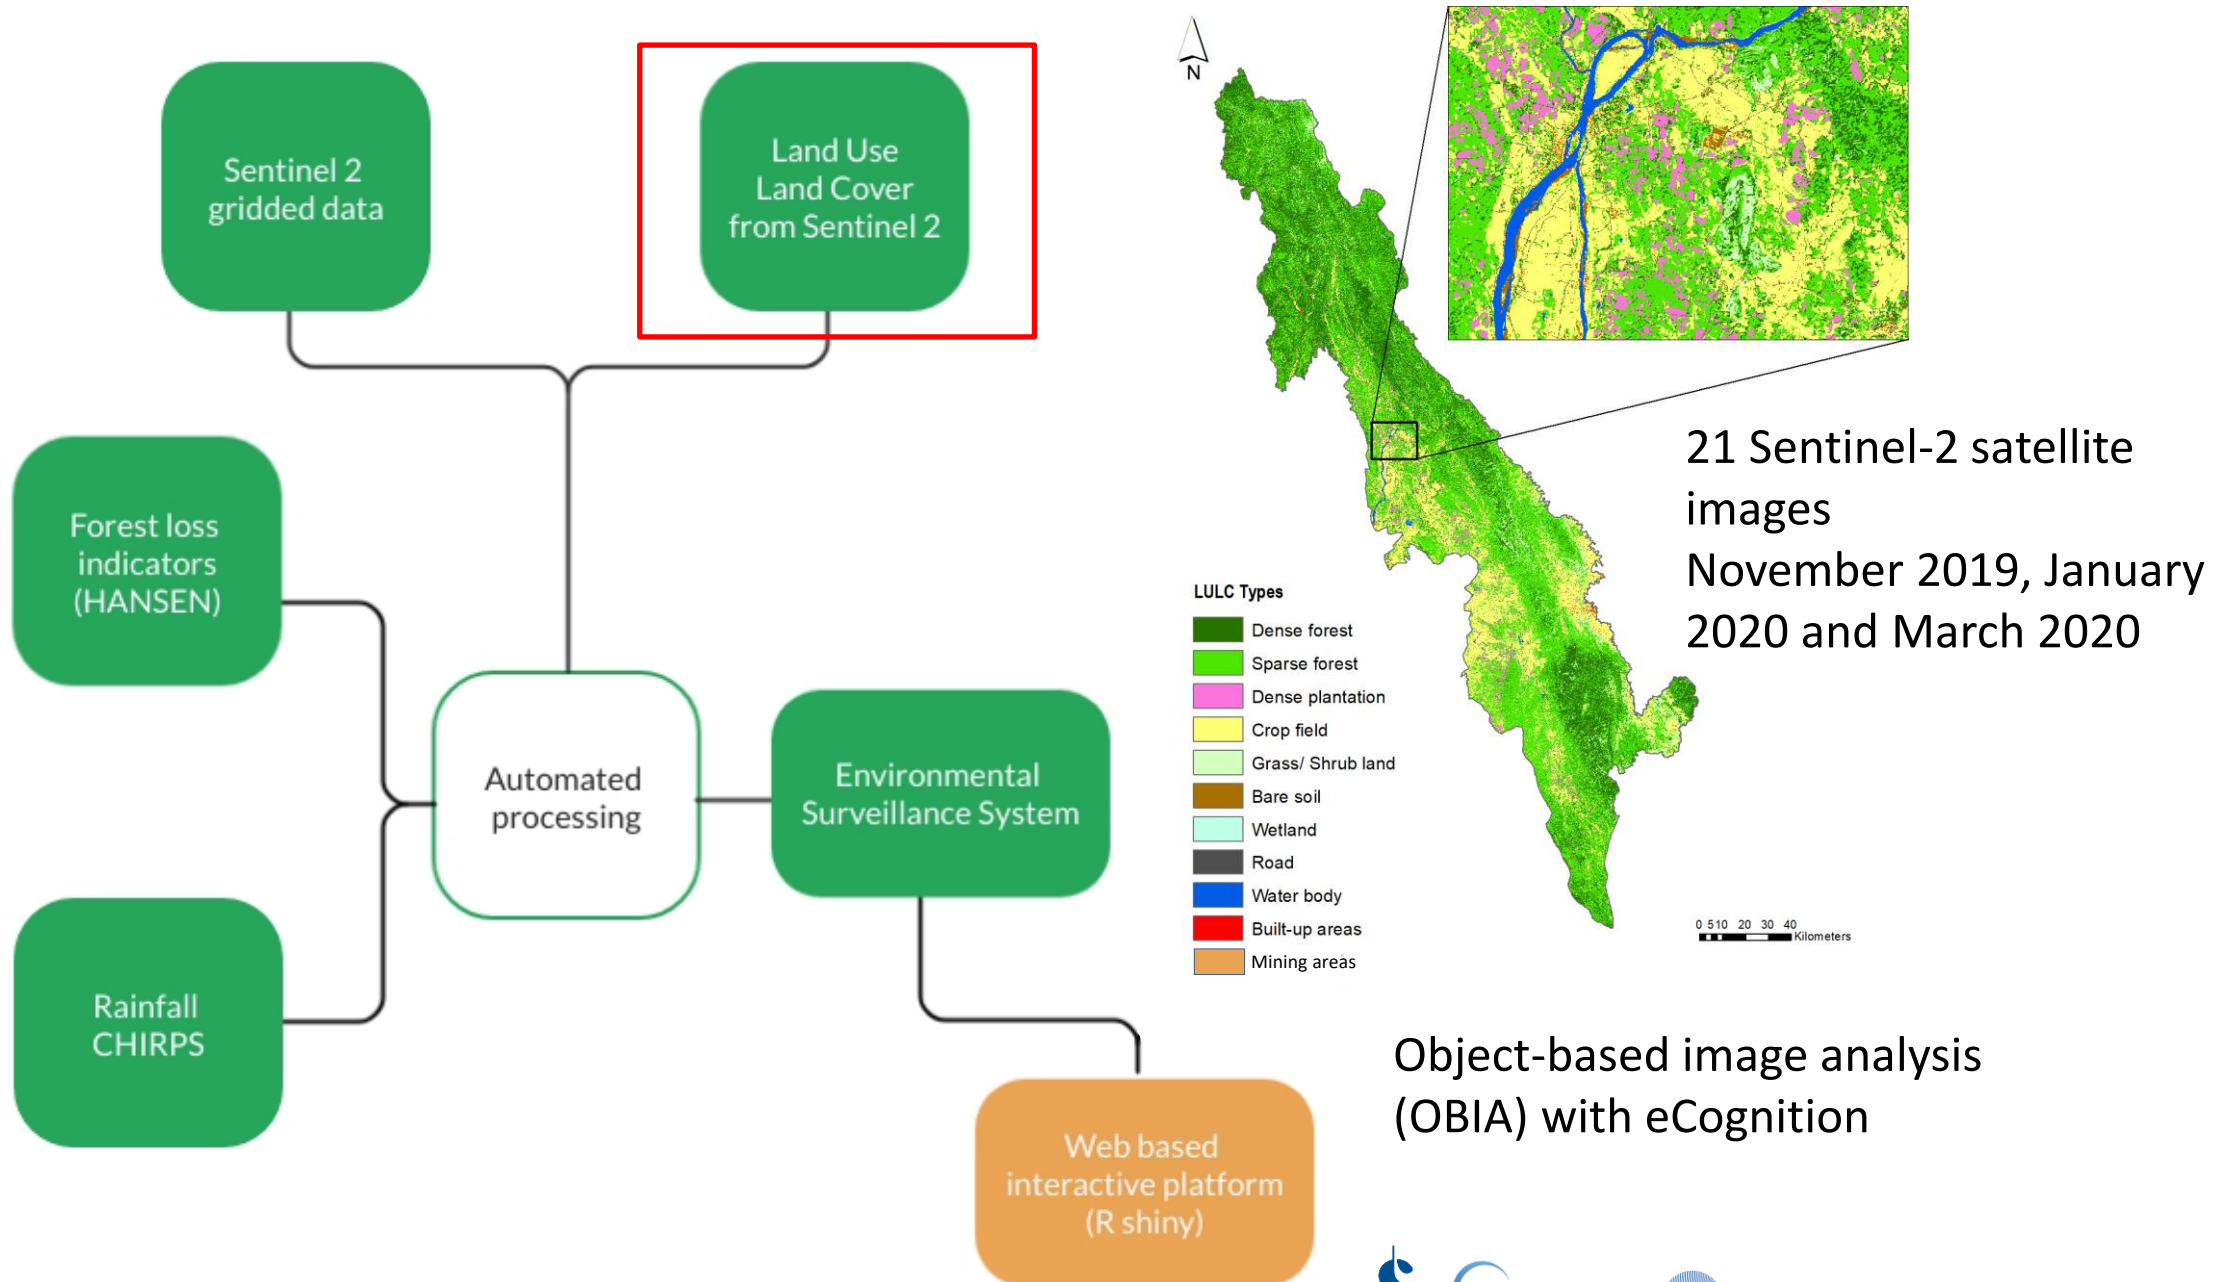 Sentinel 2
gridded data
Land Use
Land Cover
from Sentinel 2
Forest loss
indicators
(HANSEN)
Automated
processing
Environmental
Surveillance System
Rainfall
CHIRPS
Web based
interactive platform
(R shiny)
N
21 Sentinel-2 satellite
images
November 2019, January
2020 and March 2020
LULC Types
Dense forest
Sparse forest
Dense plantation
Crop field
Grass/ Shrub land
Bare soil
Wetland
Road
Water body
Built-up areas
Mining areas
0 5 10 20 30 40
Kilometers
Object-based image analysis
(OBIA) with eCognition